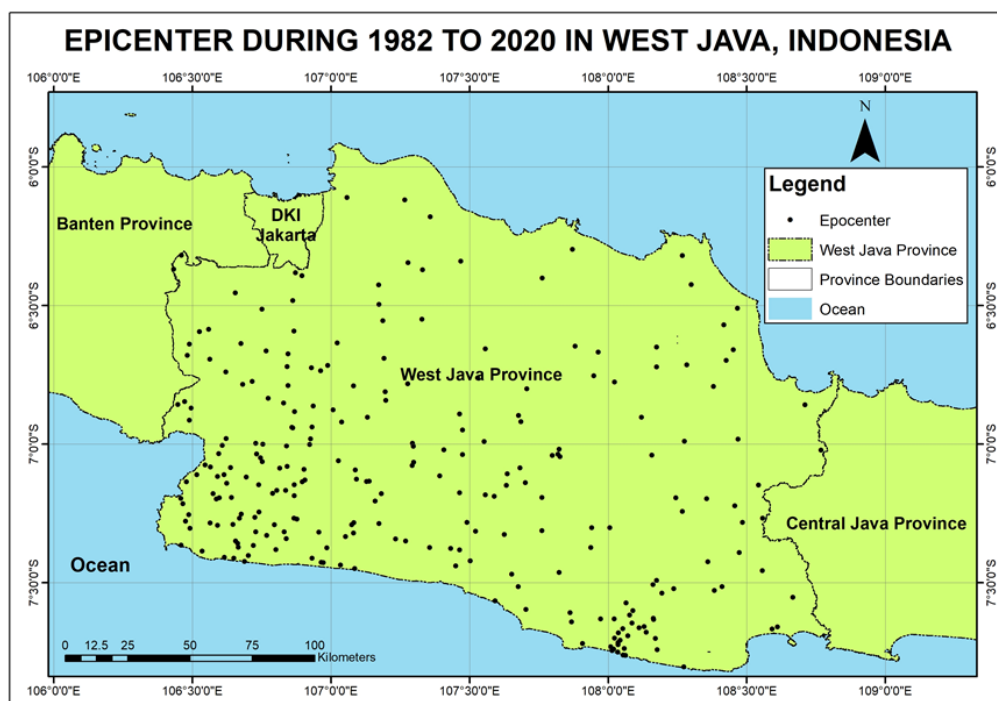 EPICENTER DURING 1982 TO 2020 IN WEST JAVA, INDONESIA
106°0'0"E 106°30'0"E 107°0'0"E 107°30'0"E 108°0'0"E 108°30'0"E 109°0'0"E
N
6°0'0"S 6°0'0"S
Legend
Epocenter
West Java Province
Province Boundaries
Ocean
Banten Province
DKI
Jakarta
6°30'0"S 6°30'0"S
West Java Province
7°0'0"S 7°0'0"S
Central Java Province
Ocean
7°30'0"S 7°30'0"S
0 12.5 25 50 75 100
Kilometers
106°0'0"E 106°30'0"E 107°0'0"E 107°30'0"E 108°0'0"E 108°30'0"E 109°0'0"E